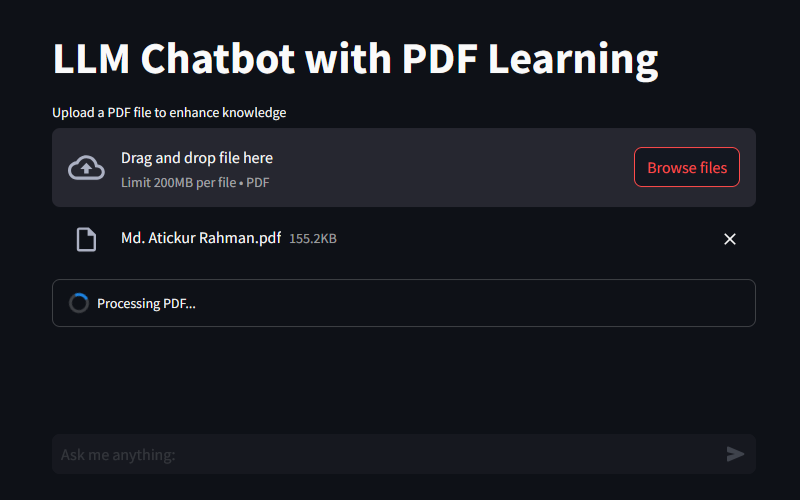 LLM Chatbot with PDF Learning
Upload a PDF file to enhance knowledge
Drag and drop file here
Limit 200MB per file • PDF
Browse files
Md. Atickur Rahman.pdf 155.2KB
Processing PDF...
Ask me anything: